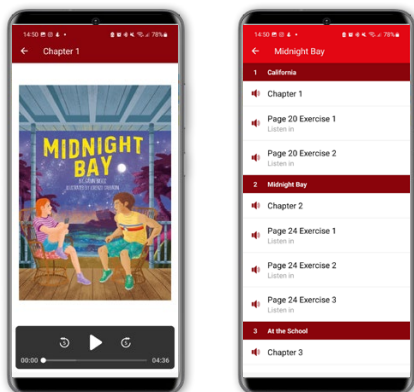 14:50
78%
Chapter 1
MIDNIGHT
BAY
00:00
04:36
14:50
78%
Midnight Bay
1 California
Chapter 1
Page 20 Exercise 1
Listen in
Page 20 Exercise 2
Listen in
2 Midnight Bay
Chapter 2
Page 24 Exercise 1
Listen in
Page 24 Exercise 2
Listen in
Page 24 Exercise 3
Listen in
3 At the School
Chapter 3